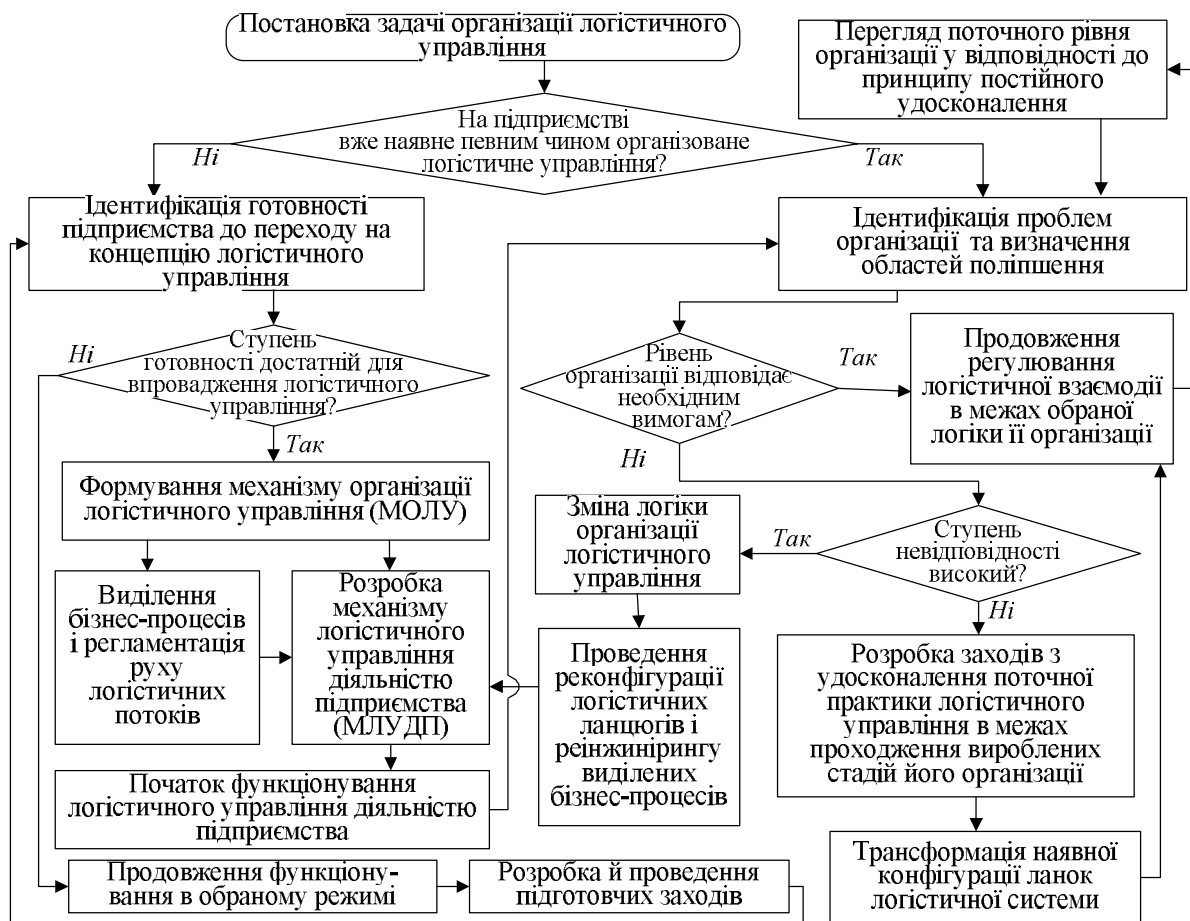 Постановка задачі організації логістичного
управління
Перегляд поточного рівня
організації у відповідності до
принципу постійного
удосконалення
На підприємстві
вже наявне певним чином організоване
логістичне управління?
Ні
Так
Ідентифікація готовності
підприємства до переходу на
концепцію логістичного
управління
Ідентифікація проблем
організації та визначення
областей поліпшення
Ступень
готовності достатній для
впровадження логістичного
управління?
Ні
Так
Рівень
організації відповідає
необхідним
вимогам?
Так
Ні
Продовження
регулювання
логістичної взаємодії
в межах обраної
логіки її організації
Формування механізму організації
логістичного управління (МОЛУ)
Зміна логіки
організації
логістичного
управління
Так
Ступень
невідповідності
високий?
Ні
Виділення
бізнес-процесів
і регламентація
руху
логістичних
потоків
Розробка
механізму
логістичного
управління
діяльністю
підприємства
(МЛУДП)
Проведення
реконфігурації
логістичних
ланцюгів і
реінжинірингу
виділених
бізнес-процесів
Розробка заходів з
удосконалення поточної
практики логістичного
управління в межах
проходження вироблених
стадій його організації
Початок функціонування
логістичного управління діяльністю
підприємства
Продовження функціону-
вання в обраному режимі
Розробка й проведення
підготовчих заходів
Трансформація наявної
конфігурації ланок
логістичної системи